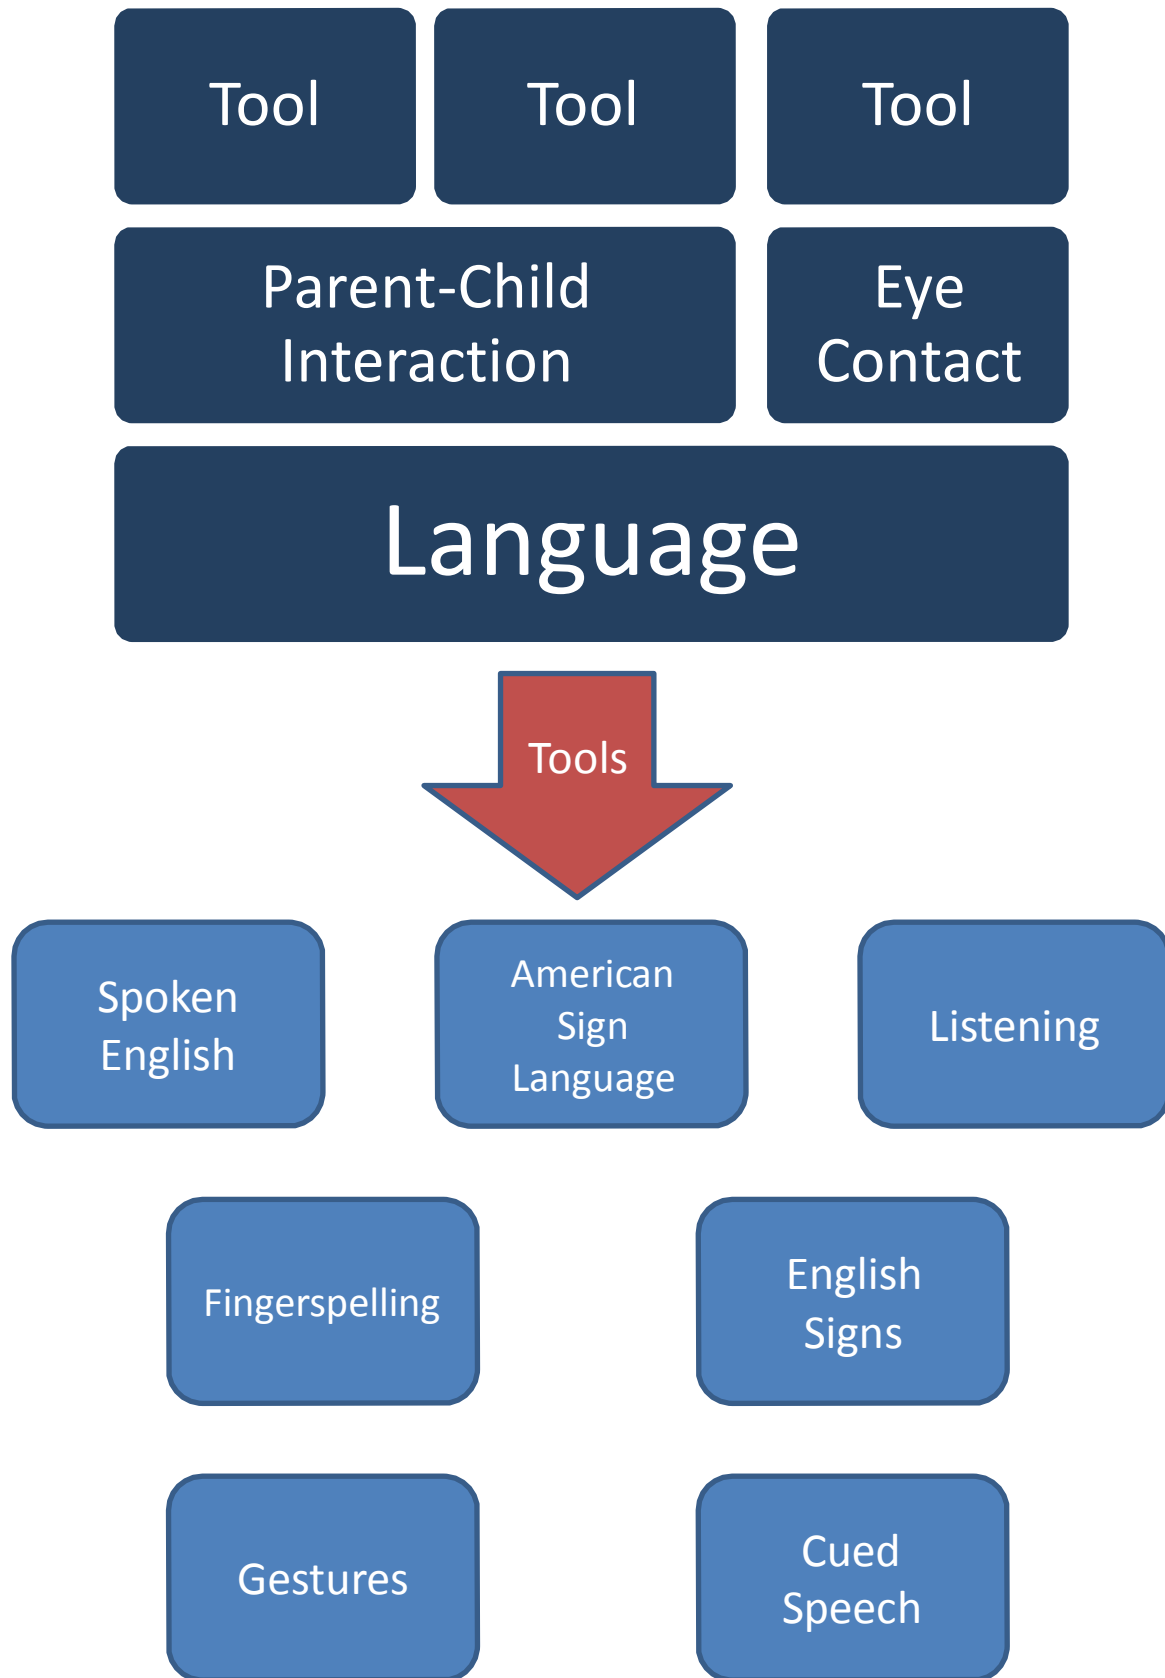 Tool
Tool
Tool
Parent-Child
Interaction
Eye
Contact
Language
Tools
Spoken
English
American
Sign
Language
Listening
Fingerspelling
English
Signs
Gestures
Cued
Speech